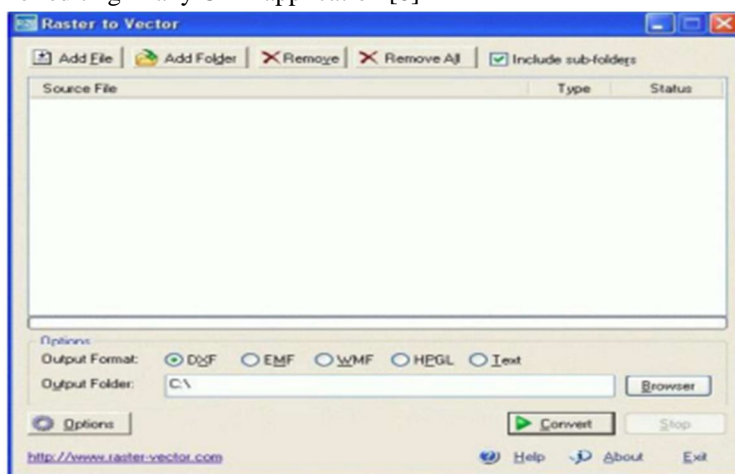 Raster to Vector
Add File Add Folder Remove Remove All Include sub-folders
Source File Type Status
Options
Output Format: DXF EMF WMF HPGL Text
Output Folder: C:\ Browser
Options Convert Stop
http://www.raster-vector.com Help About Exit